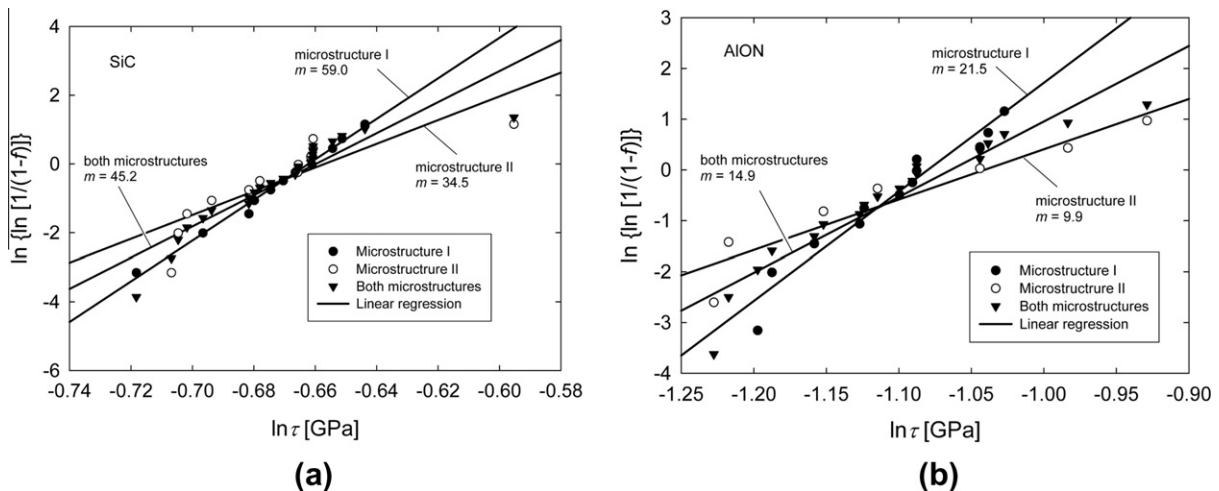 4
2
0
-2
-4
-6
ln {ln [1/(1-f)]}
SiC
microstructure I
m = 59.0
both microstructures
m = 45.2
microstructure II
m = 34.5
Microstructure I
Microstrucrure II
Both microstructures
Linear regression
-0.74 -0.72 -0.70 -0.68 -0.66 -0.64 -0.62 -0.60 -0.58
ln τ [GPa]
(a)
3
2
1
0
-1
-2
-3
-4
ln {ln [1/(1-f)]}
AlON
microstructure I
m = 21.5
both microstructures
m = 14.9
microstructure II
m = 9.9
Microstructure I
Microstrucrure II
Both microstructures
Linear regression
-1.25 -1.20 -1.15 -1.10 -1.05 -1.00 -0.95 -0.90
ln τ [GPa]
(b)